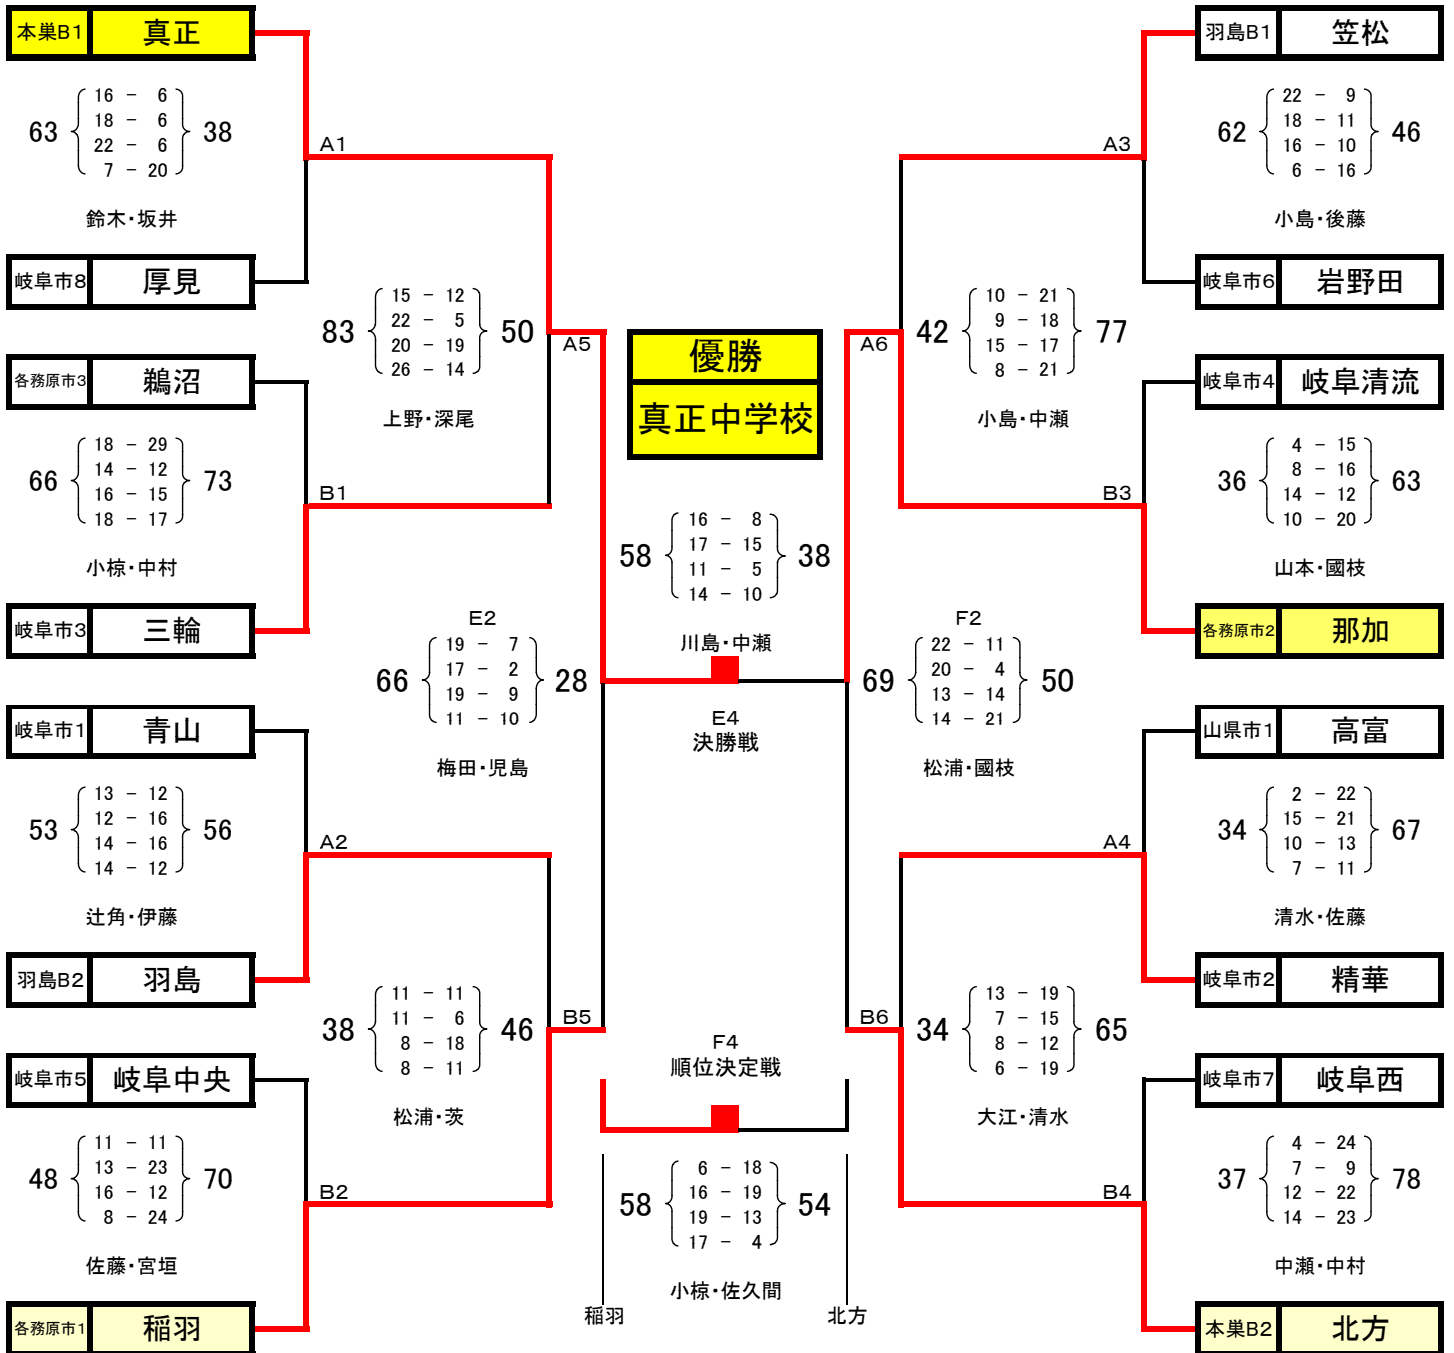 本巣B1 真正
16 - 6
18 - 6
63 38
22 - 6
7 - 20
A1
鈴木・坂井
岐阜市8 厚見
15 - 12
22 - 5
83 50
20 - 19
26 - 14
A5
上野・深尾
各務原市3 鵜沼
18 - 29
14 - 12
66 73
16 - 15
18 - 17
B1
小椋・中村
岐阜市3 三輪
E2
19 - 7
17 - 2
66 28
19 - 9
11 - 10
梅田・児島
岐阜市1 青山
13 - 12
12 - 16
53 56
14 - 16
14 - 12
A2
辻角・伊藤
羽島B2 羽島
11 - 11
11 - 6
38 46
8 - 18
8 - 11
B5
松浦・茨
岐阜市5 岐阜中央
11 - 11
13 - 23
48 70
16 - 12
8 - 24
B2
佐藤・宮垣
各務原市1 稲羽
優勝
真正中学校
16 - 8
17 - 15
58 38
11 - 5
14 - 10
川島・中瀬
E4
決勝戦
F4
順位決定戦
6 - 18
16 - 19
58 54
19 - 13
17 - 4
小椋・佐久間
稲羽 北方
羽島B1 笠松
22 - 9
18 - 11
62 46
16 - 10
6 - 16
A3
小島・後藤
岐阜市6 岩野田
10 - 21
9 - 18
42 77
15 - 17
8 - 21
A6
小島・中瀬
岐阜市4 岐阜清流
4 - 15
8 - 16
36 63
14 - 12
10 - 20
B3
山本・國枝
各務原市2 那加
F2
22 - 11
20 - 4
69 50
13 - 14
14 - 21
松浦・國枝
山県市1 高富
2 - 22
15 - 21
34 67
10 - 13
7 - 11
A4
清水・佐藤
岐阜市2 精華
13 - 19
7 - 15
34 65
8 - 12
6 - 19
B6
大江・清水
岐阜市7 岐阜西
4 - 24
7 - 9
37 78
12 - 22
14 - 23
B4
中瀬・中村
本巣B2 北方